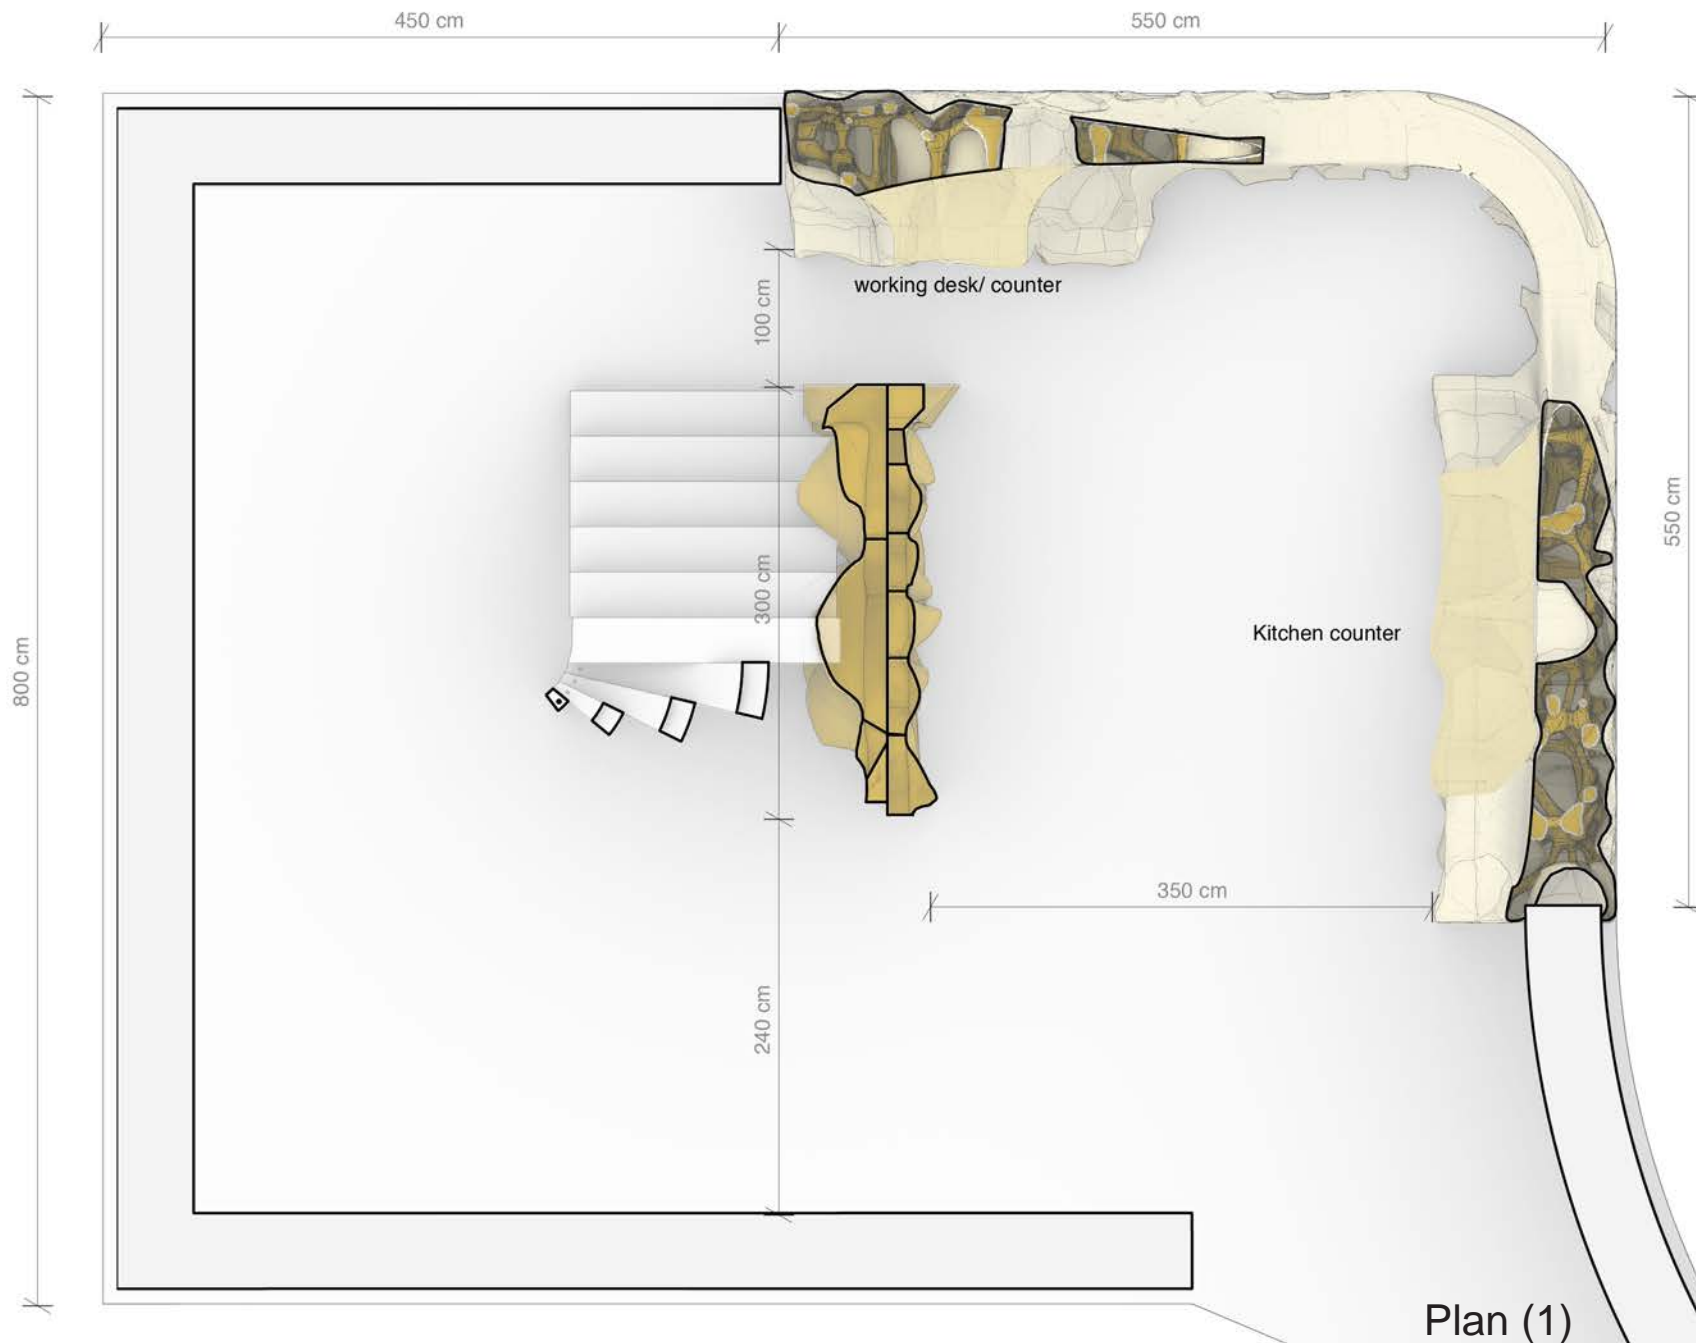 450 cm
550 cm
working desk/ counter
100 cm
300 cm
550 cm
Kitchen counter
800 cm
350 cm
240 cm
Plan (1)